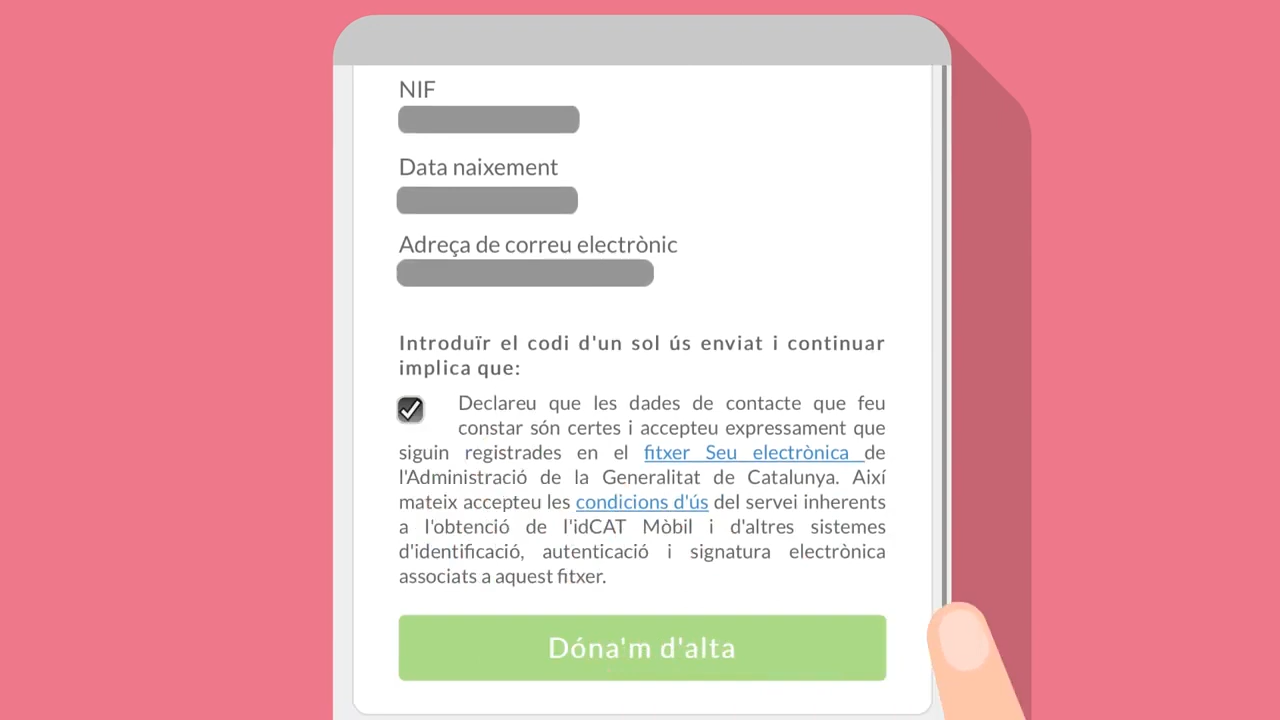 NIF
Data naixement
Adreça de correu electrònic
Introduïr el codi d'un sol ús enviat i continuar
implica que:
Declareu que les dades de contacte que feu
constar són certes i accepteu expressament que
siguin registrades en el fitxer Seu electrònica de
l'Administració de la Generalitat de Catalunya. Així
mateix accepteu les condicions d'ús del servei inherents
a l'obtenció de l'idCAT Mòbil i d'altres sistemes
d'identificació, autenticació i signatura electrònica
associats a aquest fitxer.
Dóna'm d'alta